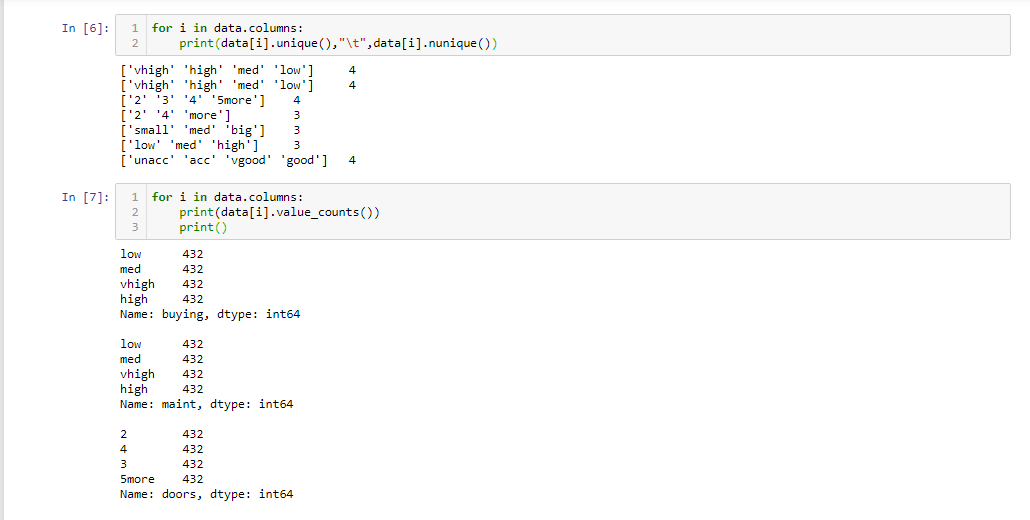 In [6]:
1 for i in data.columns:
2     print(data[i].unique(),"\t",data[i].nunique())
['vhigh' 'high' 'med' 'low']     4
['vhigh' 'high' 'med' 'low']     4
['2' '3' '4' '5more']    4
['2' '4' 'more']         3
['small' 'med' 'big']    3
['low' 'med' 'high']     3
['unacc' 'acc' 'vgood' 'good']   4
In [7]:
1 for i in data.columns:
2     print(data[i].value_counts())
3     print()
low      432
med      432
vhigh    432
high     432
Name: buying, dtype: int64
low      432
med      432
vhigh    432
high     432
Name: maint, dtype: int64
2        432
4        432
3        432
5more    432
Name: doors, dtype: int64